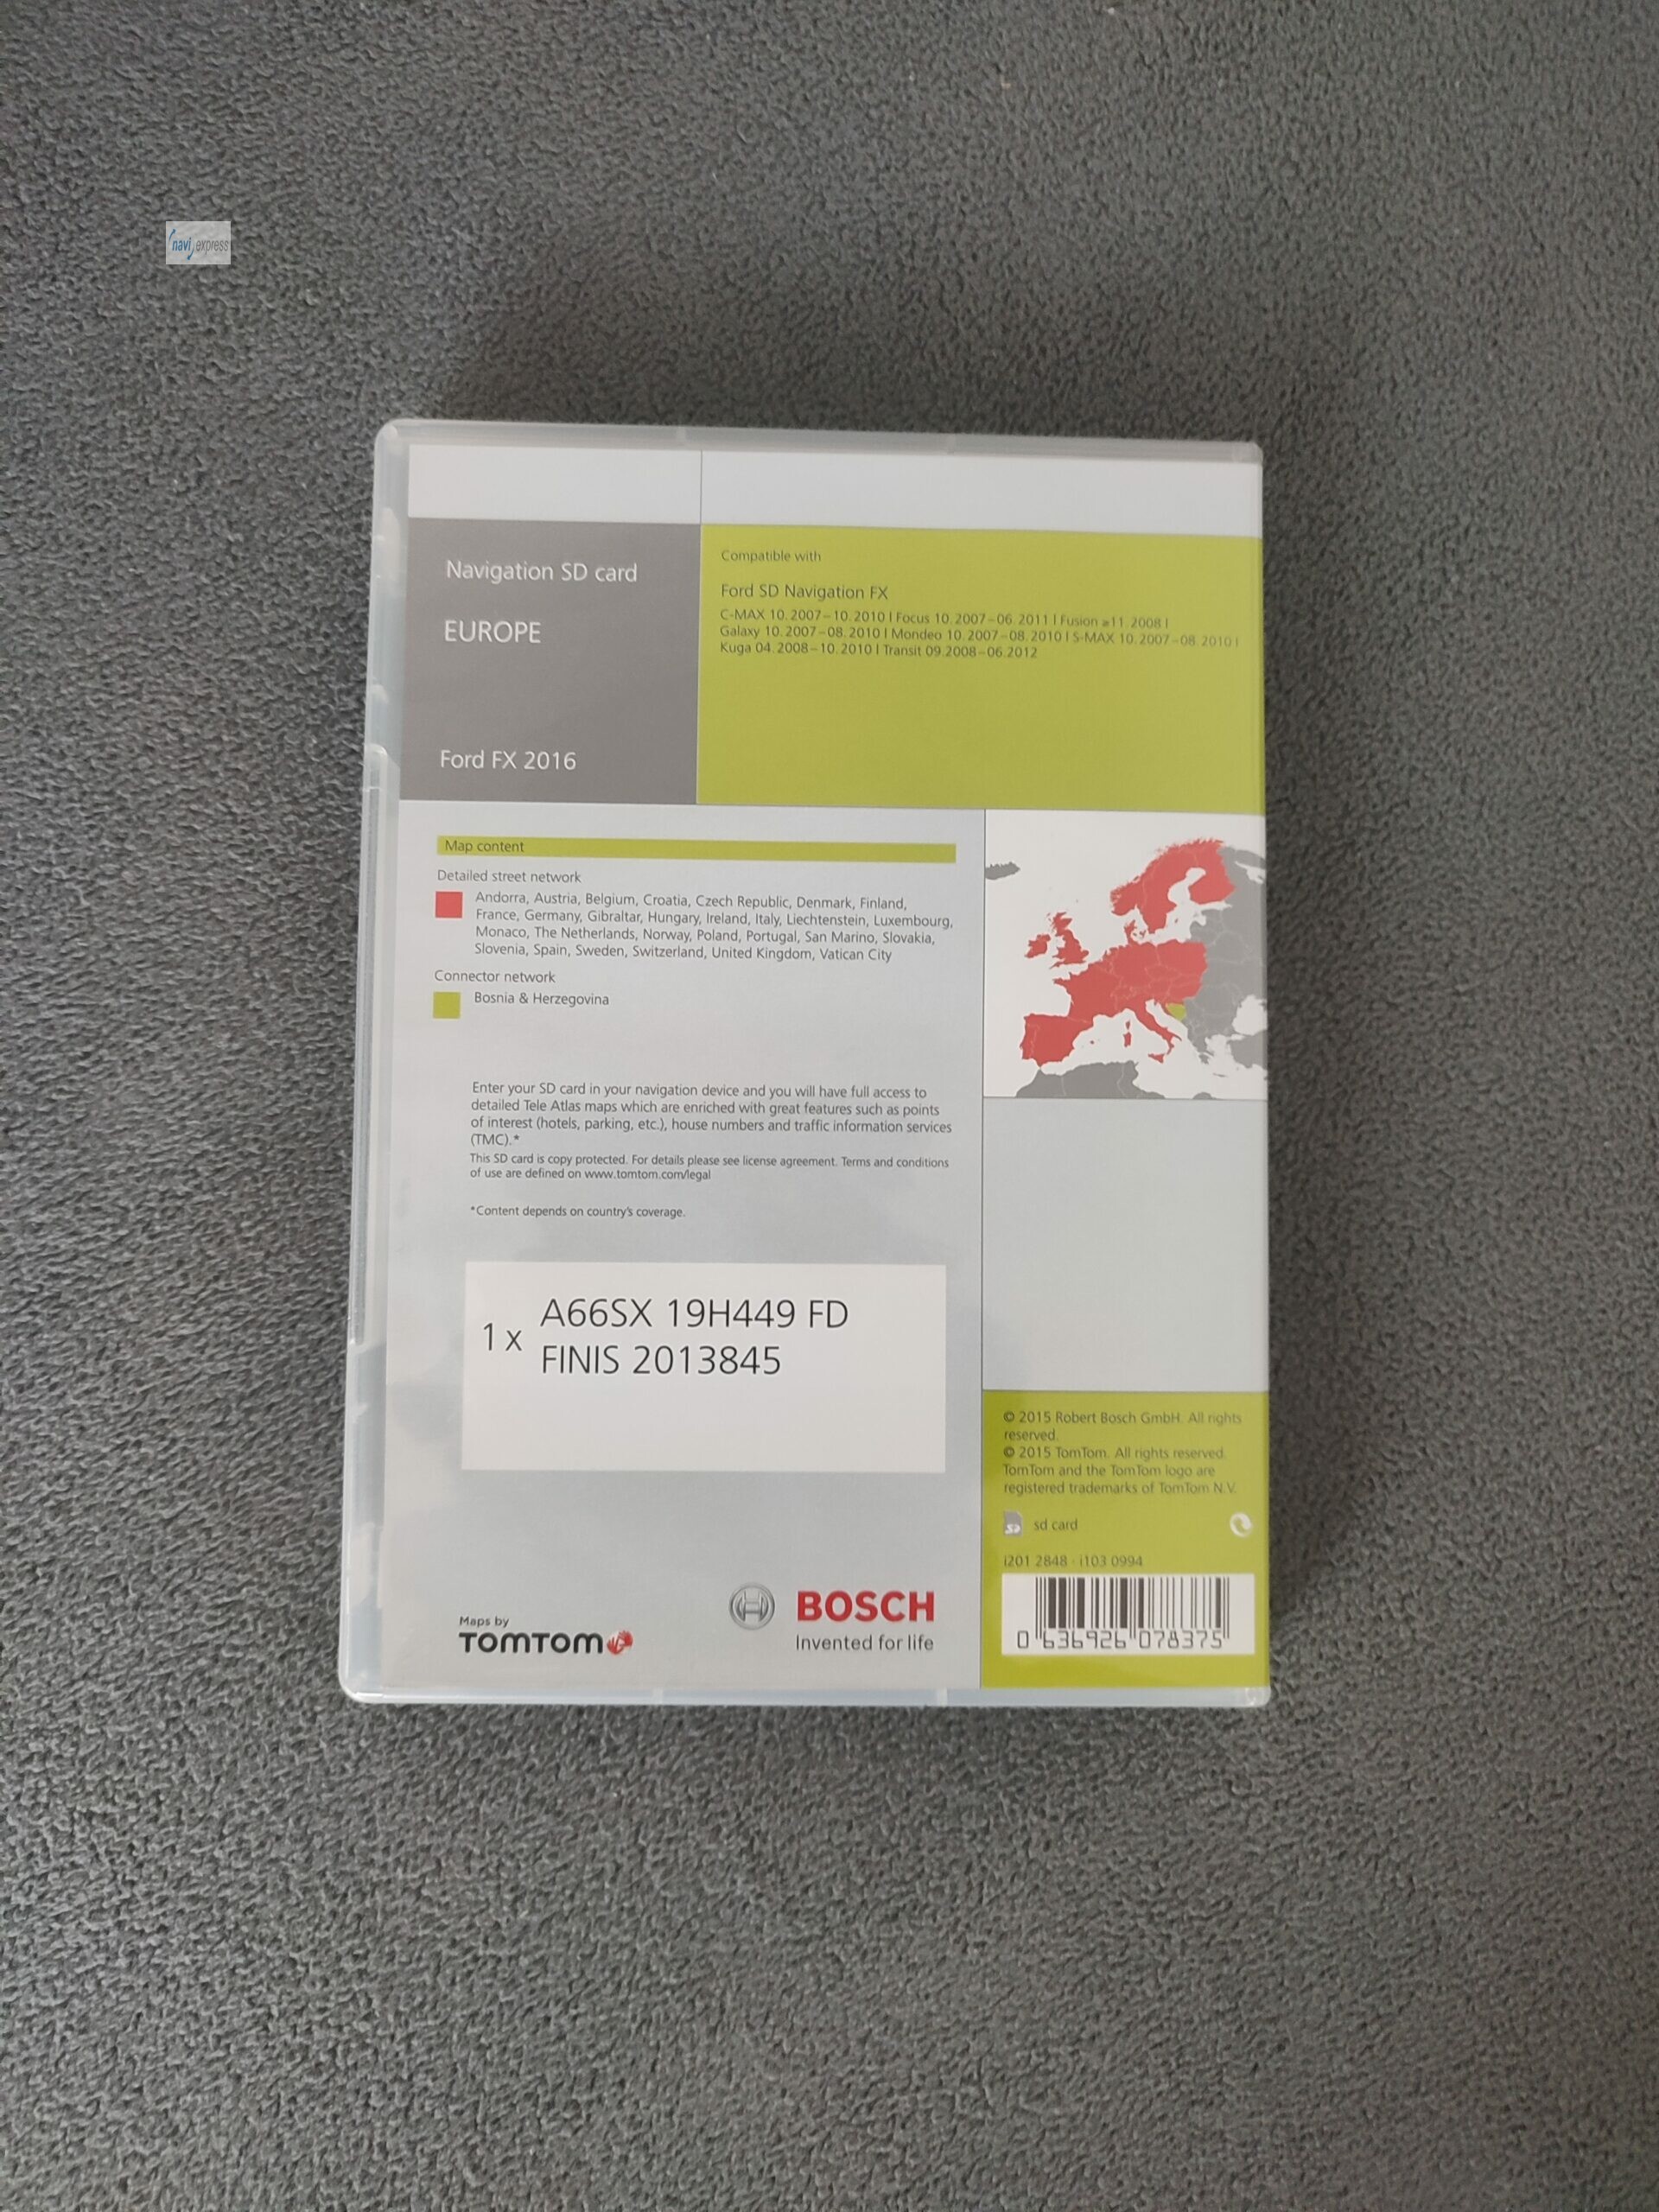 navi express
Navigation SD card
EUROPE
Ford FX 2016
Compatible with
Ford SD Navigation FX
C-MAX 10.2007–10.2010 I Focus 10.2007–06.2011 I Fusion ≥11.2008 I
Galaxy 10.2007–08.2010 I Mondeo 10.2007–08.2010 I S-MAX 10.2007–08.2010 I
Kuga 04.2008–10.2010 I Transit 09.2008–06.2012
Map content
Detailed street network
Andorra, Austria, Belgium, Croatia, Czech Republic, Denmark, Finland,
France, Germany, Gibraltar, Hungary, Ireland, Italy, Liechtenstein, Luxembourg,
Monaco, The Netherlands, Norway, Poland, Portugal, San Marino, Slovakia,
Slovenia, Spain, Sweden, Switzerland, United Kingdom, Vatican City
Connector network
Bosnia & Herzegovina
Enter your SD card in your navigation device and you will have full access to
detailed Tele Atlas maps which are enriched with great features such as points
of interest (hotels, parking, etc.), house numbers and traffic information services
(TMC).*
This SD card is copy protected. For details please see license agreement. Terms and conditions
of use are defined on www.tomtom.com/legal
*Content depends on country's coverage.
1 x
A66SX 19H449 FD
FINIS 2013845
Maps by
TOMTOM
BOSCH
Invented for life
© 2015 Robert Bosch GmbH. All rights
reserved.
© 2015 TomTom. All rights reserved.
TomTom and the TomTom logo are
registered trademarks of TomTom N.V.
SD
sd card
i201 2848 · i103 0994
0 636926 078375